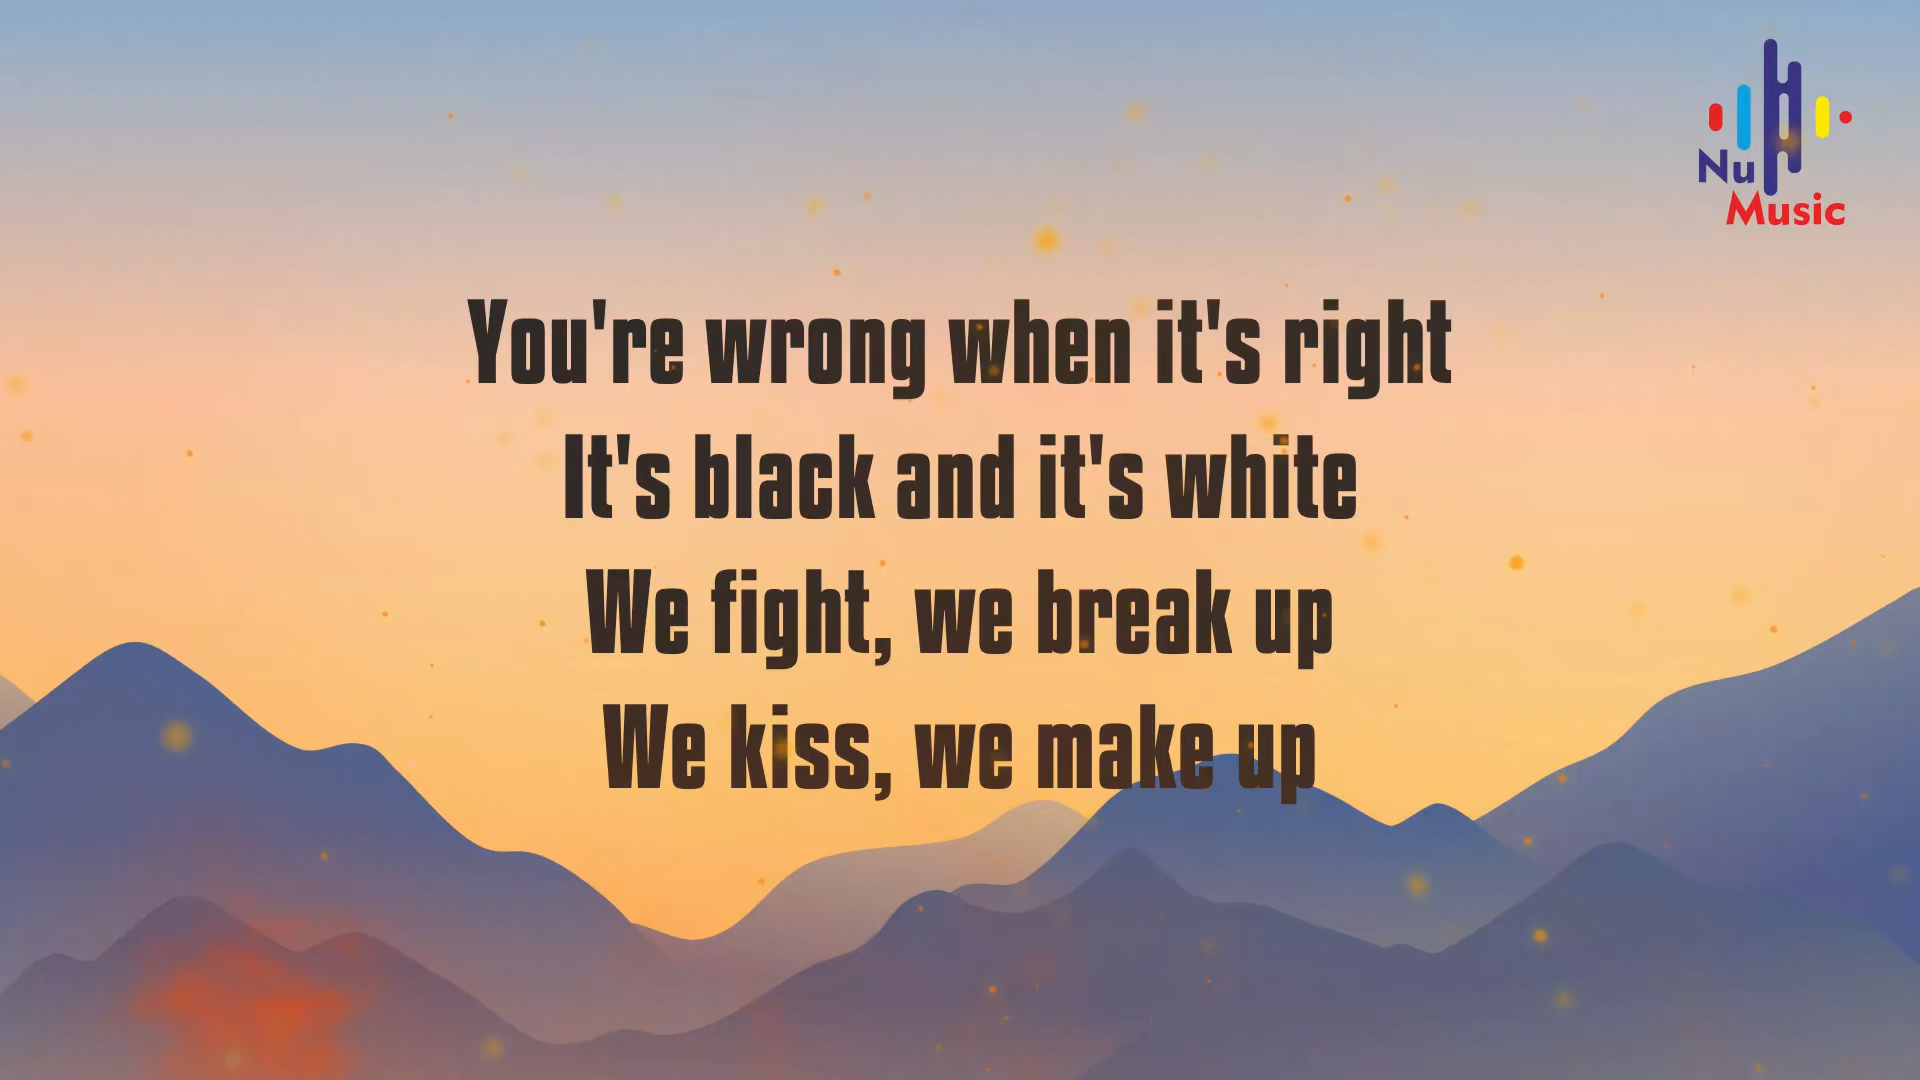 Nu
Music
You're wrong when it's right
It's black and it's white
We fight, we break up
We kiss, we make up